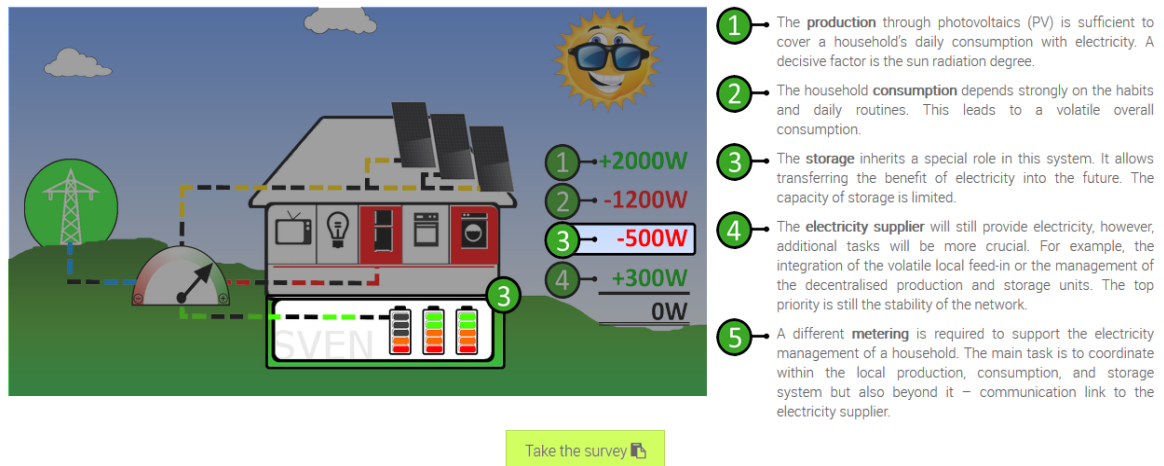 1 → +2000W
2 → -1200W
3 → -500W
4 → +300W
0W
3
SVEN
1 The production through photovoltaics (PV) is sufficient to
cover a household's daily consumption with electricity. A
decisive factor is the sun radiation degree.
2 The household consumption depends strongly on the habits
and daily routines. This leads to a volatile overall
consumption.
3 The storage inherits a special role in this system. It allows
transferring the benefit of electricity into the future. The
capacity of storage is limited.
4 The electricity supplier will still provide electricity, however,
additional tasks will be more crucial. For example, the
integration of the volatile local feed-in or the management of
the decentralised production and storage units. The top
priority is still the stability of the network.
5 A different metering is required to support the electricity
management of a household. The main task is to coordinate
within the local production, consumption, and storage
system but also beyond it – communication link to the
electricity supplier.
Take the survey